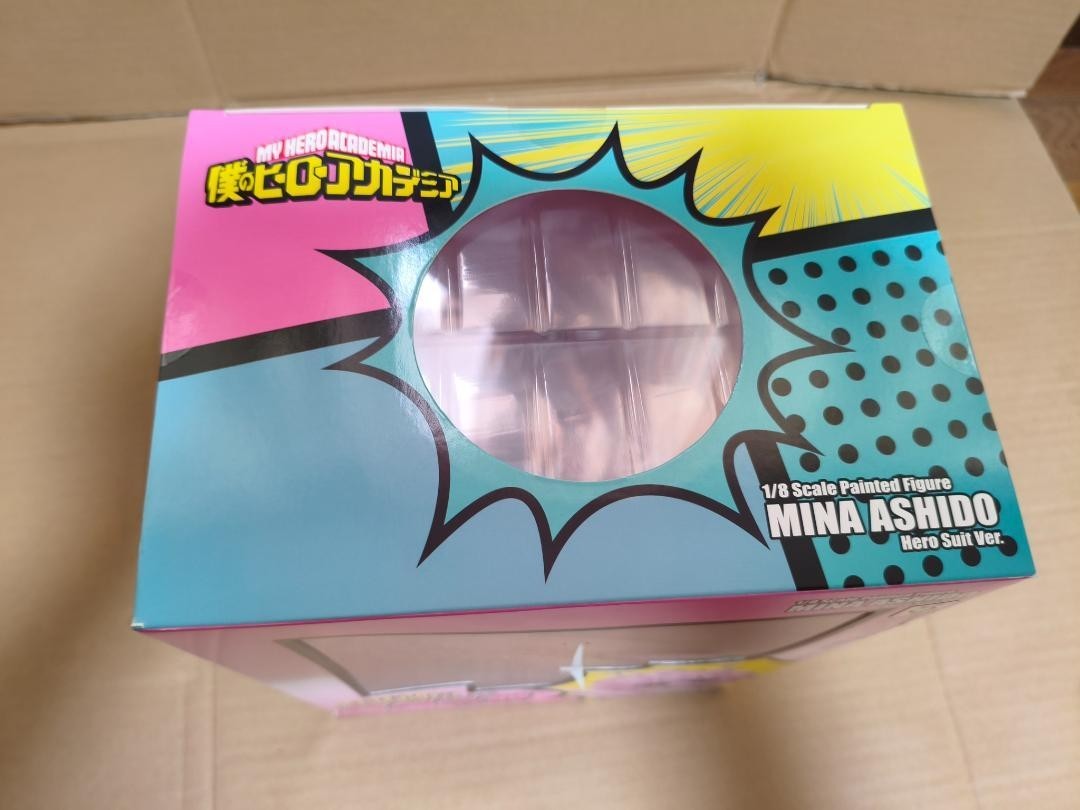 MY HERO ACADEMIA
僕のヒーローアカデミア
1/8 Scale Painted Figure
MINA ASHIDO
Hero Suit Ver.